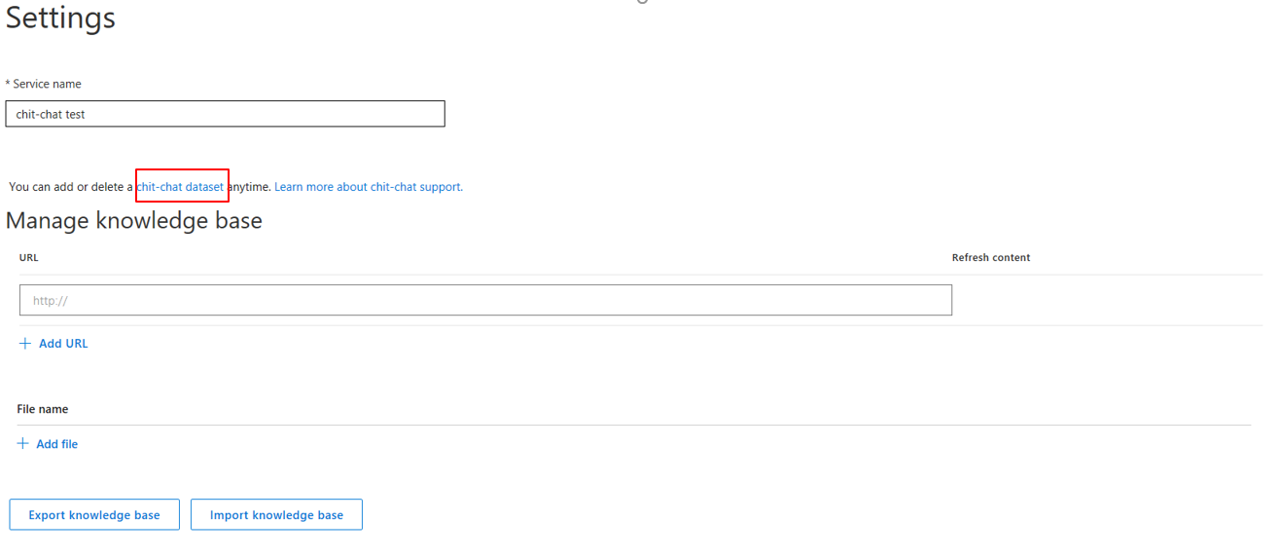 Settings
* Service name
chit-chat test
You can add or delete a chit-chat dataset anytime. Learn more about chit-chat support.
Manage knowledge base
URL Refresh content
http://
+ Add URL
File name
+ Add file
Export knowledge base Import knowledge base